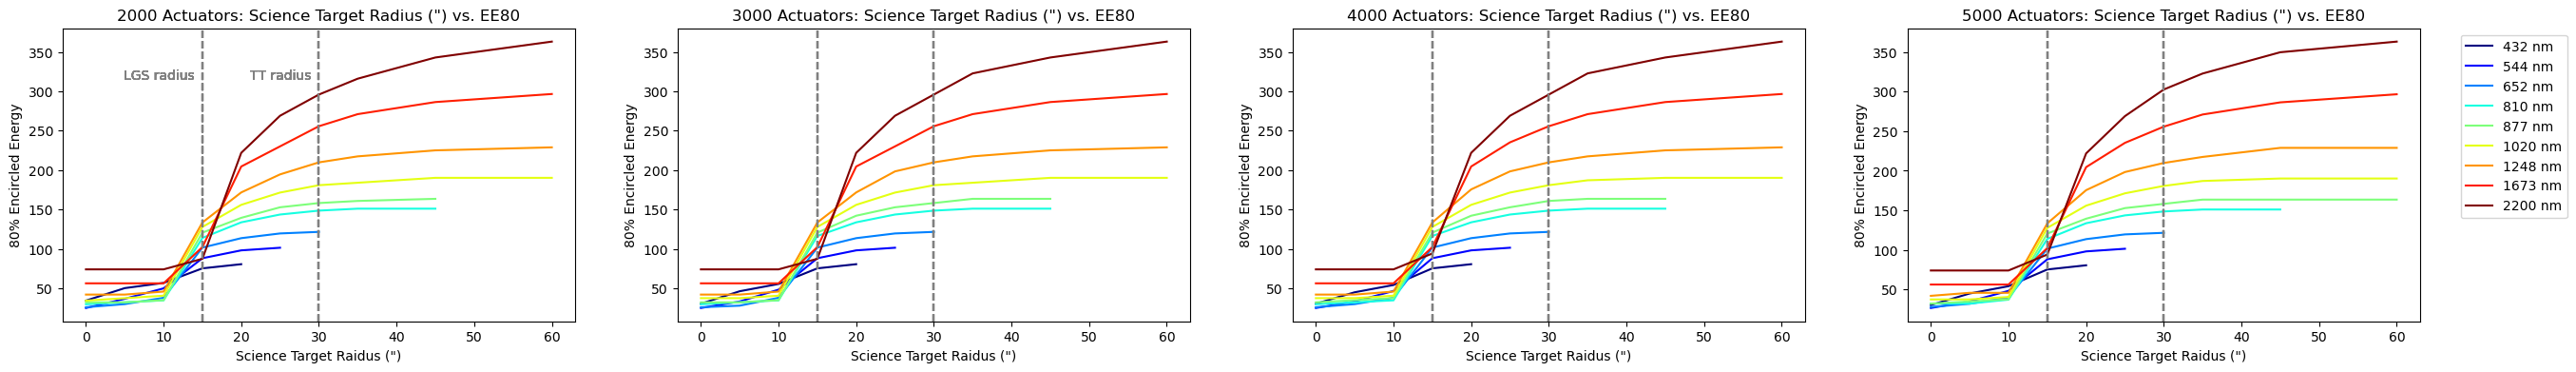 2000 Actuators: Science Target Radius (") vs. EE80
350
300
250
200
150
100
50
80% Encircled Energy
LGS radius
TT radius
0 10 20 30 40 50 60
Science Target Raidus (")
3000 Actuators: Science Target Radius (") vs. EE80
350
300
250
200
150
100
50
80% Encircled Energy
0 10 20 30 40 50 60
Science Target Raidus (")
4000 Actuators: Science Target Radius (") vs. EE80
350
300
250
200
150
100
50
80% Encircled Energy
0 10 20 30 40 50 60
Science Target Raidus (")
5000 Actuators: Science Target Radius (") vs. EE80
350
300
250
200
150
100
50
80% Encircled Energy
0 10 20 30 40 50 60
Science Target Raidus (")
432 nm
544 nm
652 nm
810 nm
877 nm
1020 nm
1248 nm
1673 nm
2200 nm